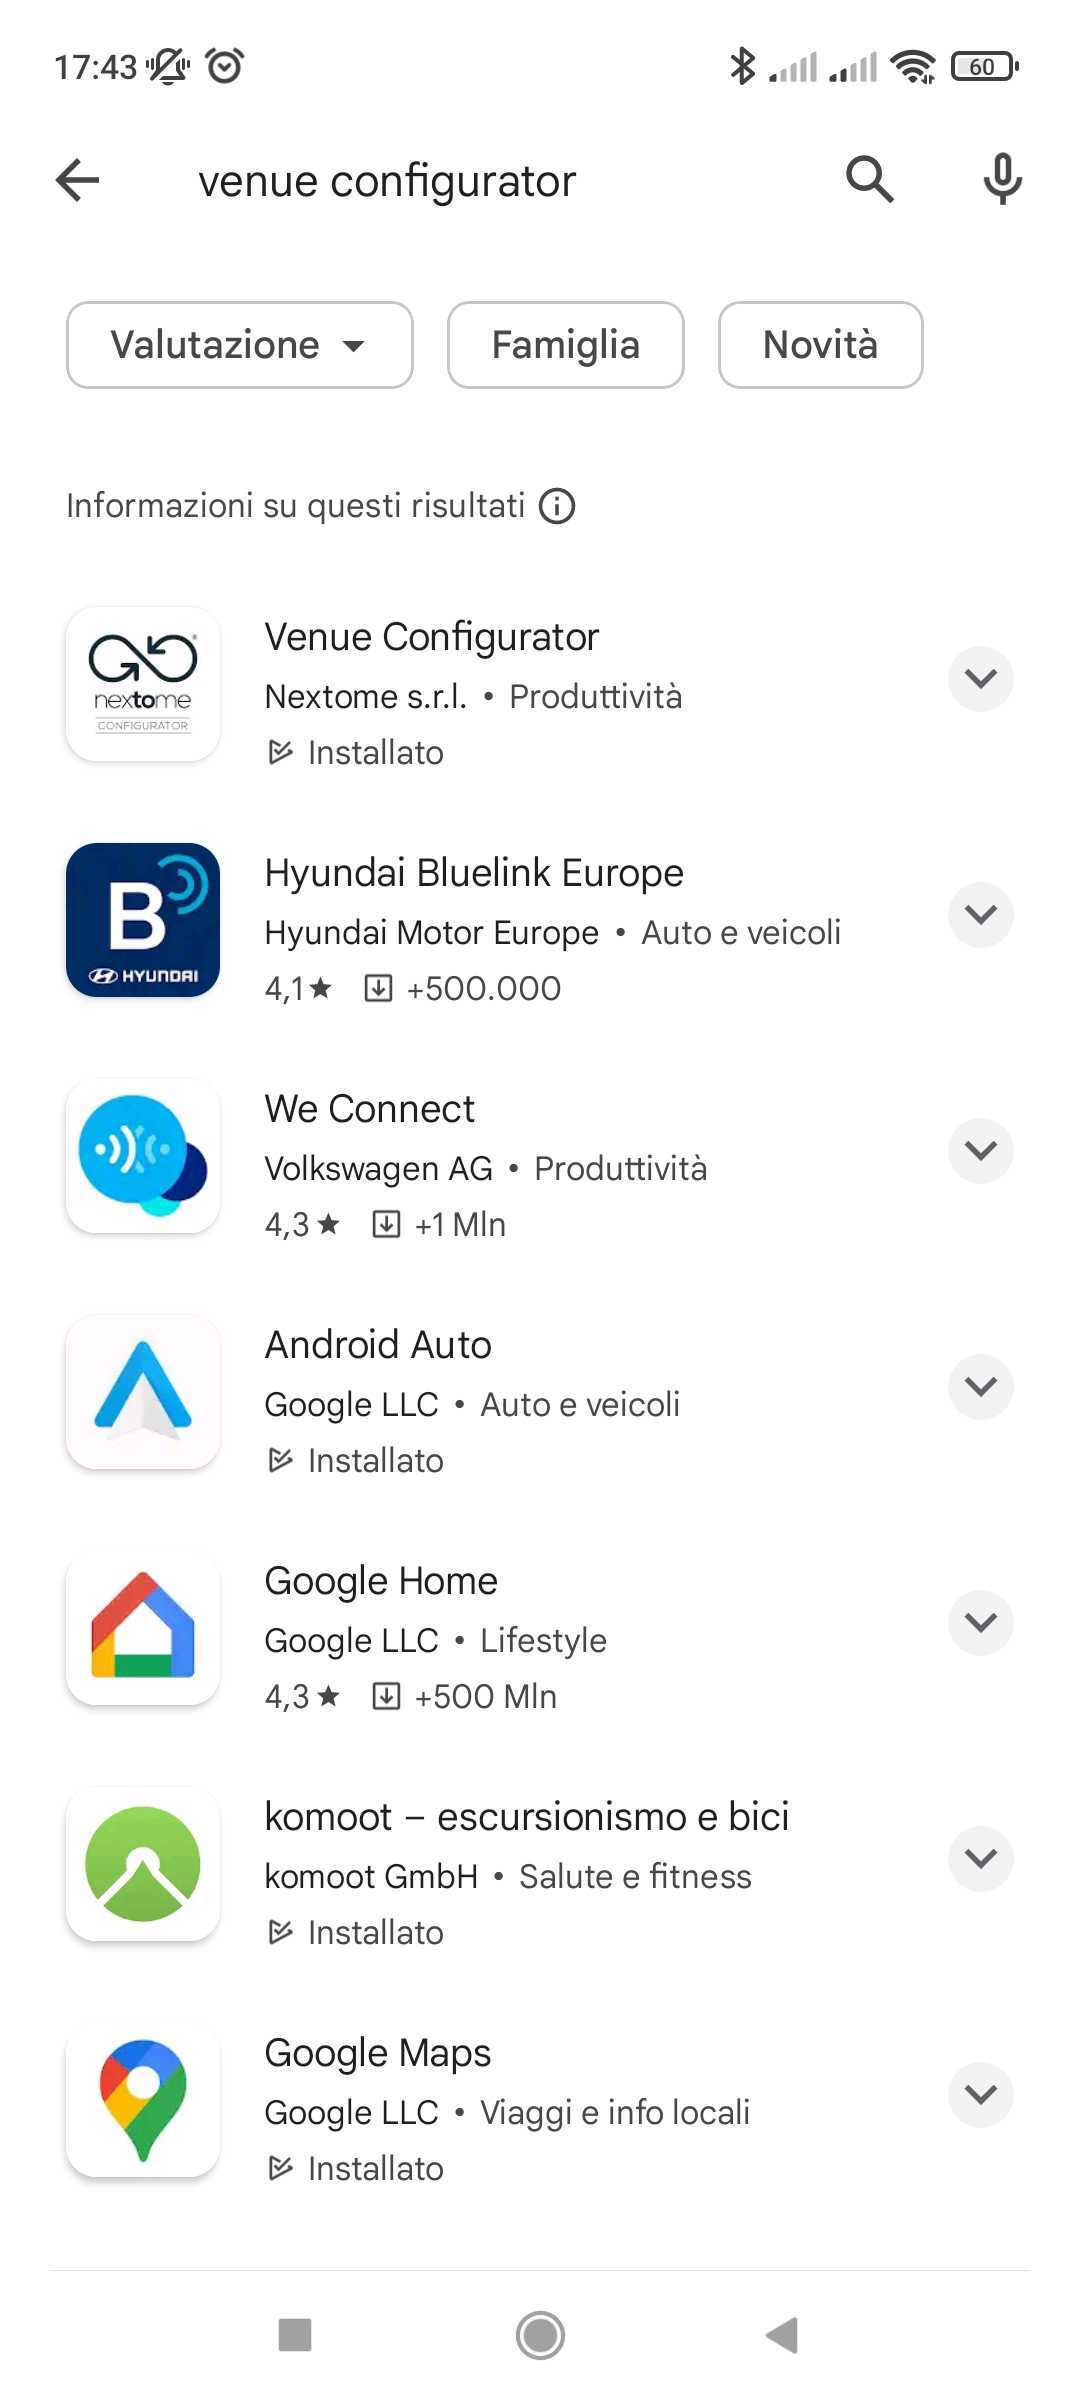 17:43
60
venue configurator
Valutazione
Famiglia
Novità
Informazioni su questi risultati
nextome
CONFIGURATOR
Venue Configurator
Nextome s.r.l. • Produttività
Installato
B
HYUNDAI
Hyundai Bluelink Europe
Hyundai Motor Europe • Auto e veicoli
4,1★ +500.000
We Connect
Volkswagen AG • Produttività
4,3★ +1 Mln
Android Auto
Google LLC • Auto e veicoli
Installato
Google Home
Google LLC • Lifestyle
4,3★ +500 Mln
komoot – escursionismo e bici
komoot GmbH • Salute e fitness
Installato
Google Maps
Google LLC • Viaggi e info locali
Installato